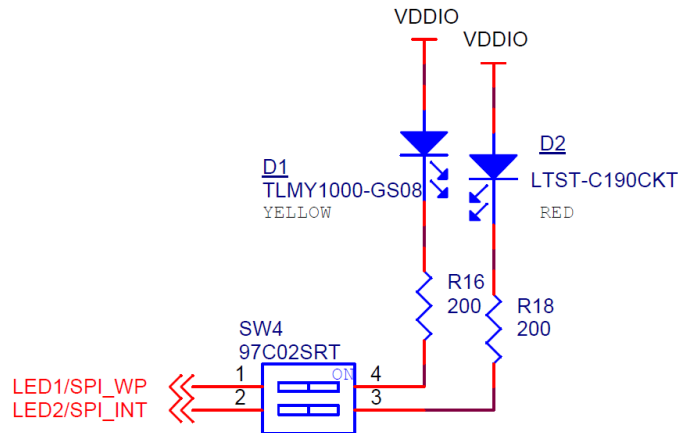 VDDIO
VDDIO
D1
TLMY1000-GS08
YELLOW
D2
LTST-C190CKT
RED
R16
200
R18
200
SW4
97C02SRT
ON
LED1/SPI_WP
1
4
LED2/SPI_INT
2
3